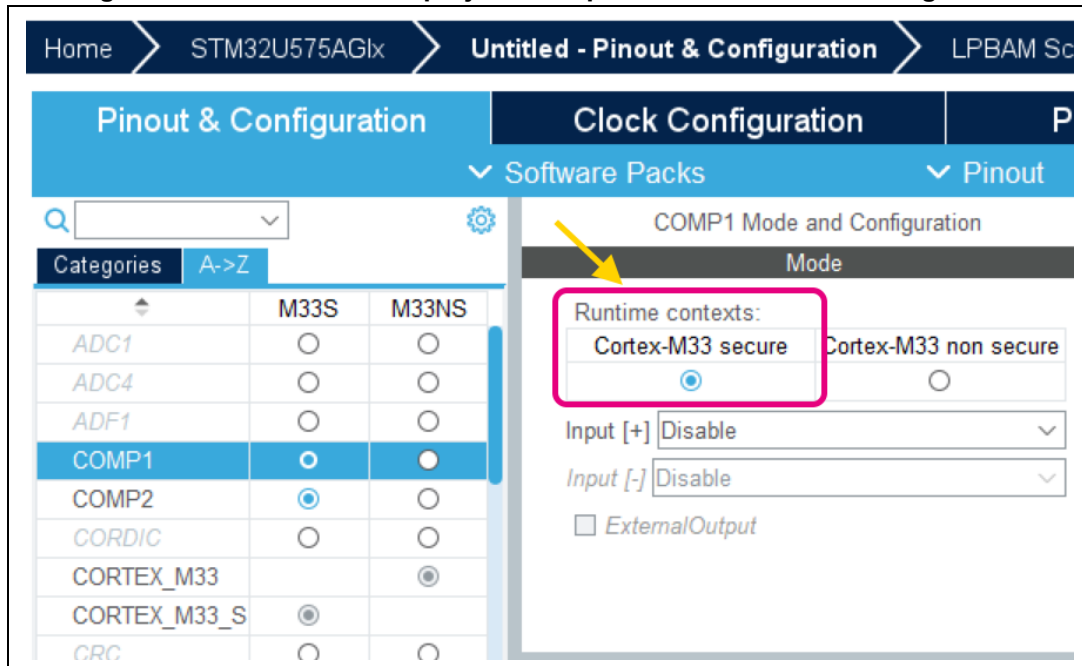 Home STM32U575AGIx Untitled - Pinout & Configuration LPBAM Sc
Pinout & Configuration Clock Configuration P
Software Packs Pinout
COMP1 Mode and Configuration
Categories A->Z Mode
M33S M33NS Runtime contexts:
ADC1 Cortex-M33 secure Cortex-M33 non secure
ADC4
ADF1 Input [+] Disable
COMP1
Input [-] Disable
COMP2
ExternalOutput
CORDIC
CORTEX_M33
CORTEX_M33_S
CRC